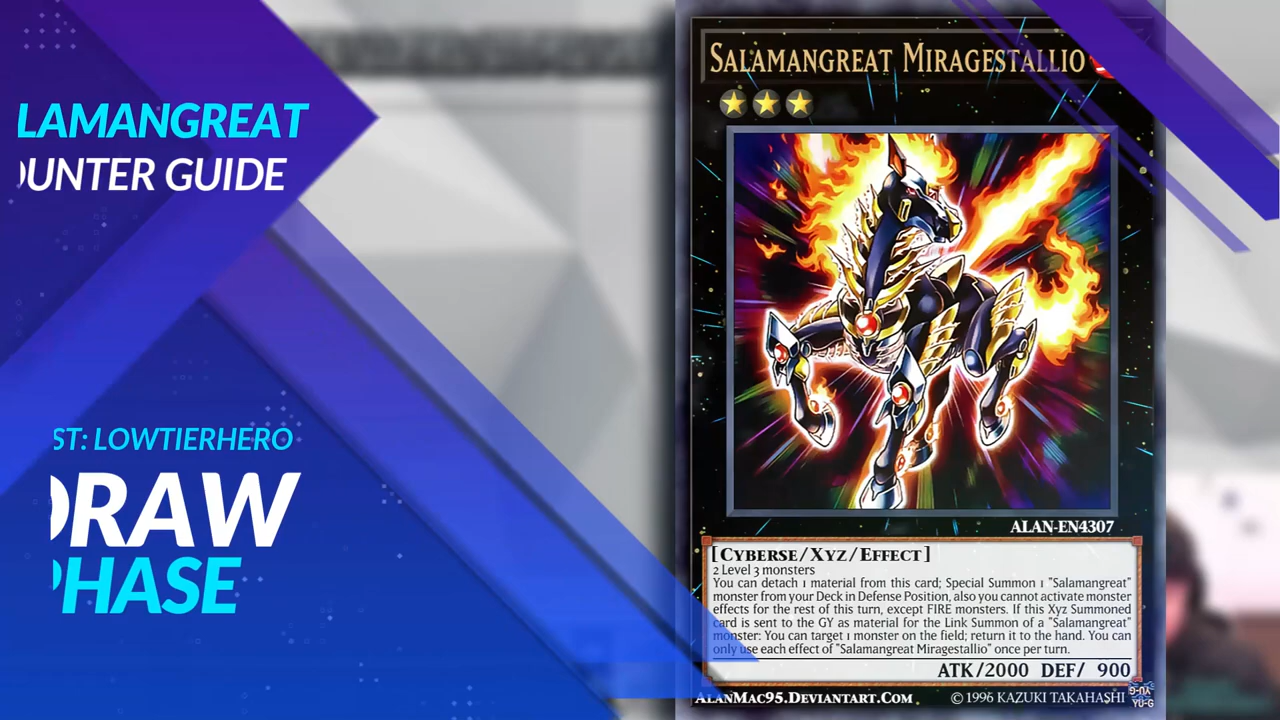 LAMANGREAT
OUNTER GUIDE
ST: LOWTIERHERO
DRAW
PHASE
SALAMANGREAT MIRAGESTALLIO
ALAN-EN4307
[CYBERSE/XYZ/EFFECT]
2 Level 3 monsters
You can detach 1 material from this card; Special Summon 1 "Salamangreat"
monster from your Deck in Defense Position, also you cannot activate monster
effects for the rest of this turn, except FIRE monsters. If this Xyz Summoned
card is sent to the GY as material for the Link Summon of a "Salamangreat"
monster: You can target 1 monster on the field; return it to the hand. You can
only use each effect of "Salamangreat Miragestallio" once per turn.
ATK/2000 DEF/ 900
ALANMAC95.DEVIANTART.COM
© 1996 KAZUKI TAKAHASHI